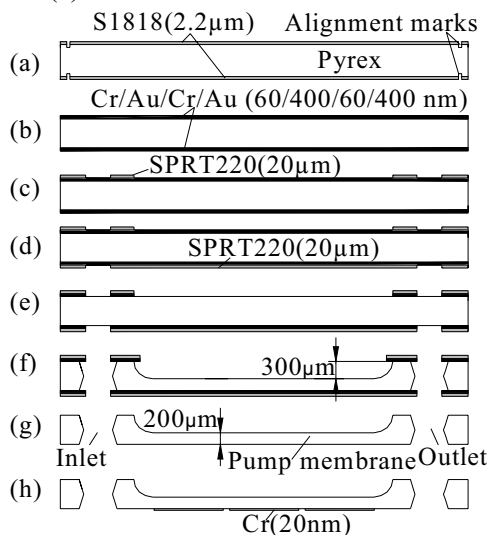 S1818(2.2µm) Alignment marks
(a) Pyrex
Cr/Au/Cr/Au (60/400/60/400 nm)
(b)
SPRT220(20µm)
(c)
(d) SPRT220(20µm)
(e)
(f) 300µm
(g) 200µm
Inlet Pump membrane Outlet
(h)
Cr(20nm)